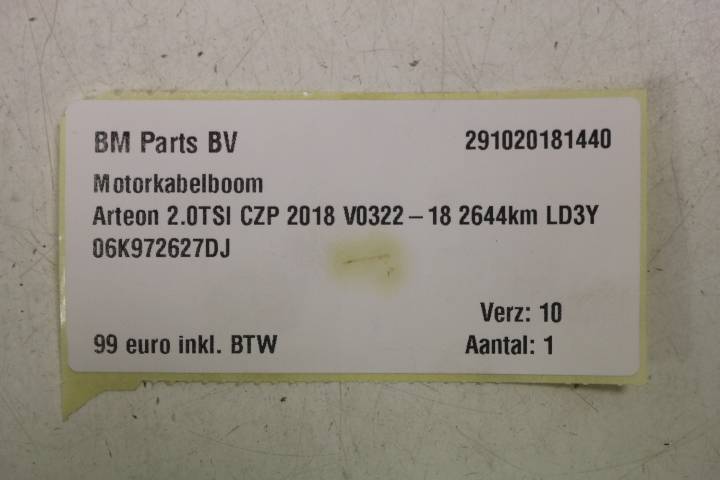 BM Parts BV 291020181440
Motorkabelboom
Arteon 2.0TSI CZP 2018 V0322-18 2644km LD3Y
06K972627DJ
Verz: 10
99 euro inkl. BTW Aantal: 1